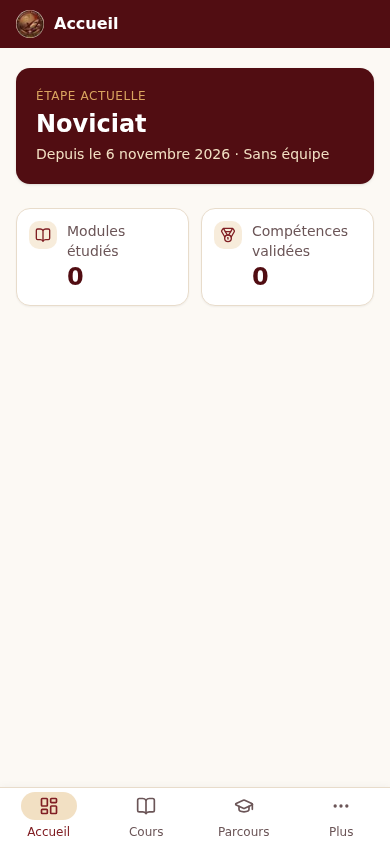 Accueil
ÉTAPE ACTUELLE
Noviciat
Depuis le 6 novembre 2026 · Sans équipe
Modules
étudiés
0
Compétences
validées
0
Accueil
Cours
Parcours
Plus